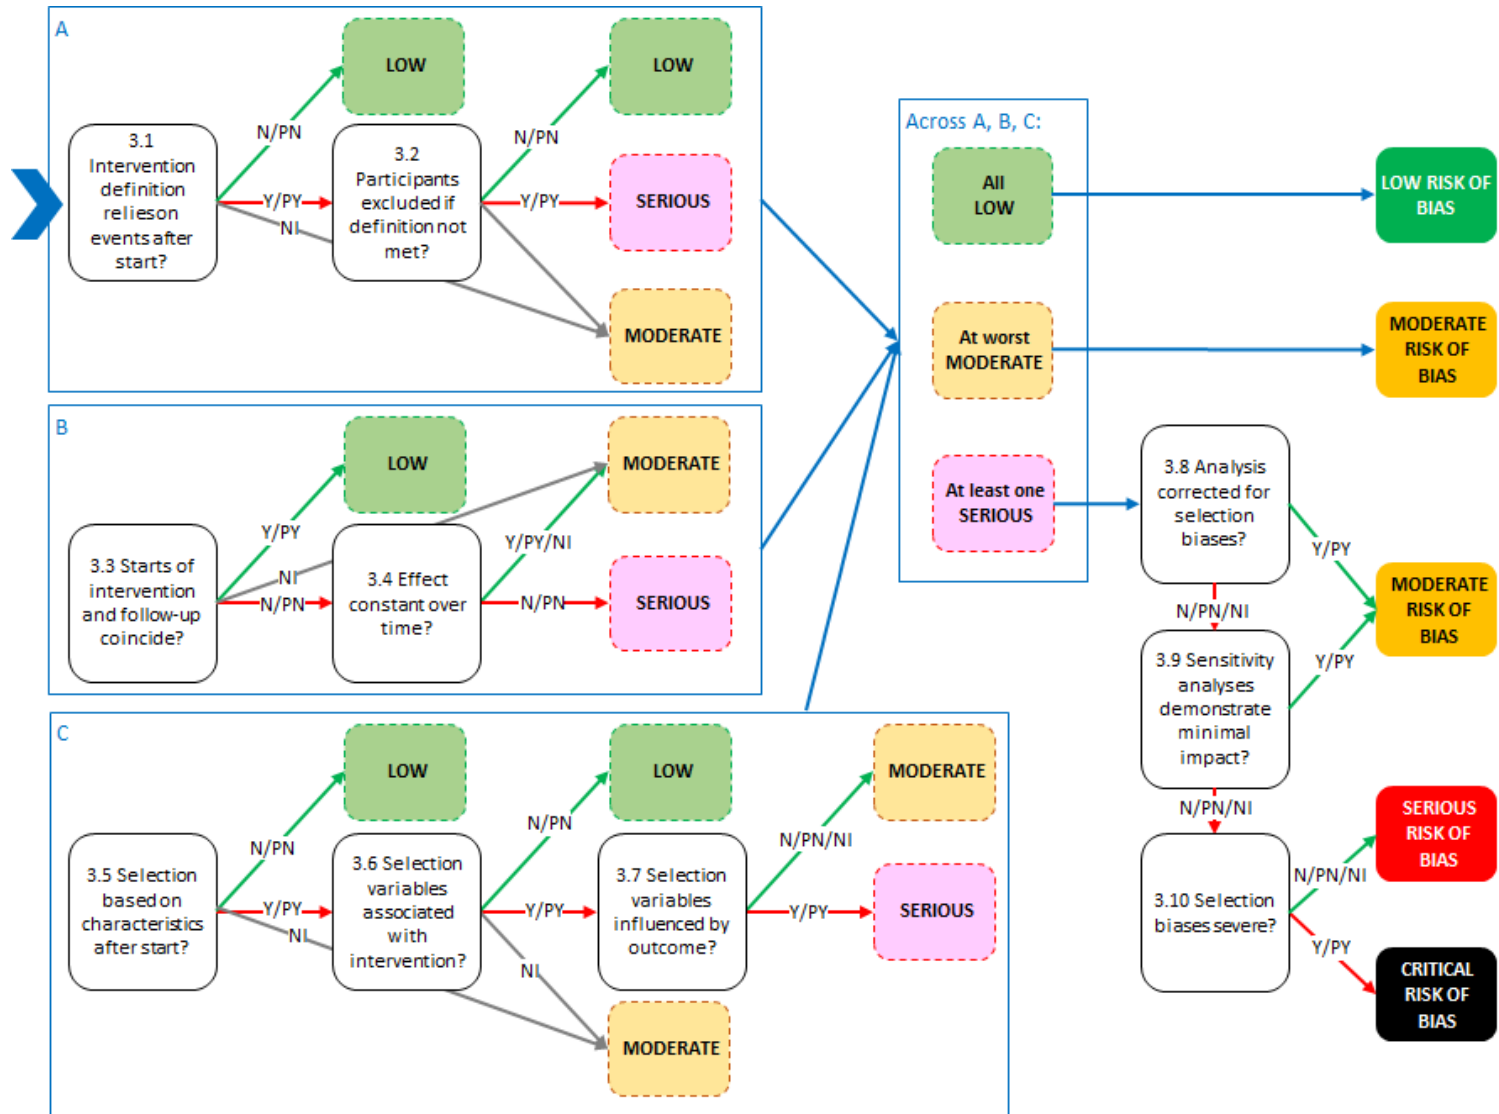 A
LOW
LOW
N/PN
N/PN
3.1
Intervention
definition
relieson
events after
start?
Y/PY
NI
3.2
Participants
excluded if
definition not
met?
Y/PY
SERIOUS
MODERATE
B
LOW
MODERATE
Y/PY
Y/PY/NI
NI
3.3 Starts of
intervention
and follow-up
coincide?
N/PN
3.4 Effect
constant over
time?
N/PN
SERIOUS
C
LOW
LOW
MODERATE
N/PN
N/PN
N/PN/NI
3.5 Selection
based on
characteristics
after start?
Y/PY
NI
3.6 Selection
variables
associated
with
intervention?
Y/PY
NI
3.7 Selection
variables
influenced by
outcome?
Y/PY
SERIOUS
MODERATE
Across A, B, C:
All
LOW
LOW RISK OF
BIAS
At worst
MODERATE
MODERATE
RISK OF
BIAS
At least one
SERIOUS
3.8 Analysis
corrected for
selection
biases?
Y/PY
N/PN/NI
MODERATE
RISK OF
BIAS
3.9 Sensitivity
analyses
demonstrate
minimal
impact?
Y/PY
N/PN/NI
3.10 Selection
biases severe?
N/PN/NI
Y/PY
SERIOUS
RISK OF
BIAS
CRITICAL
RISK OF
BIAS